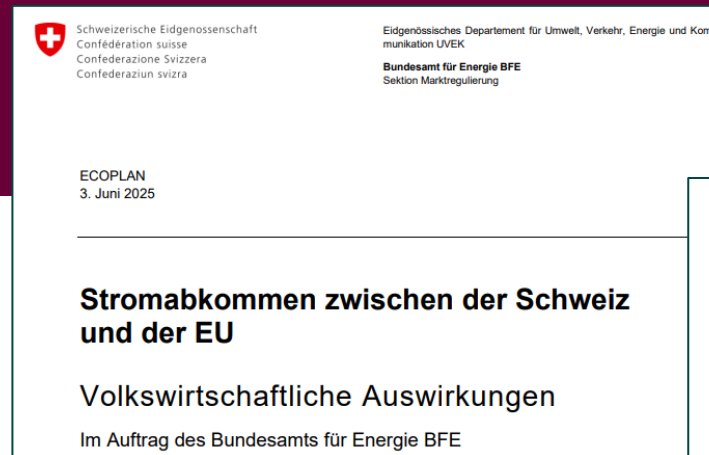 Schweizerische Eidgenossenschaft
Confédération suisse
Confederazione Svizzera
Confederaziun svizra
Eidgenössisches Departement für Umwelt, Verkehr, Energie und Kom
munikation UVEK
Bundesamt für Energie BFE
Sektion Marktregulierung
ECOPLAN
3. Juni 2025
Stromabkommen zwischen der Schweiz
und der EU
Volkswirtschaftliche Auswirkungen
Im Auftrag des Bundesamts für Energie BFE